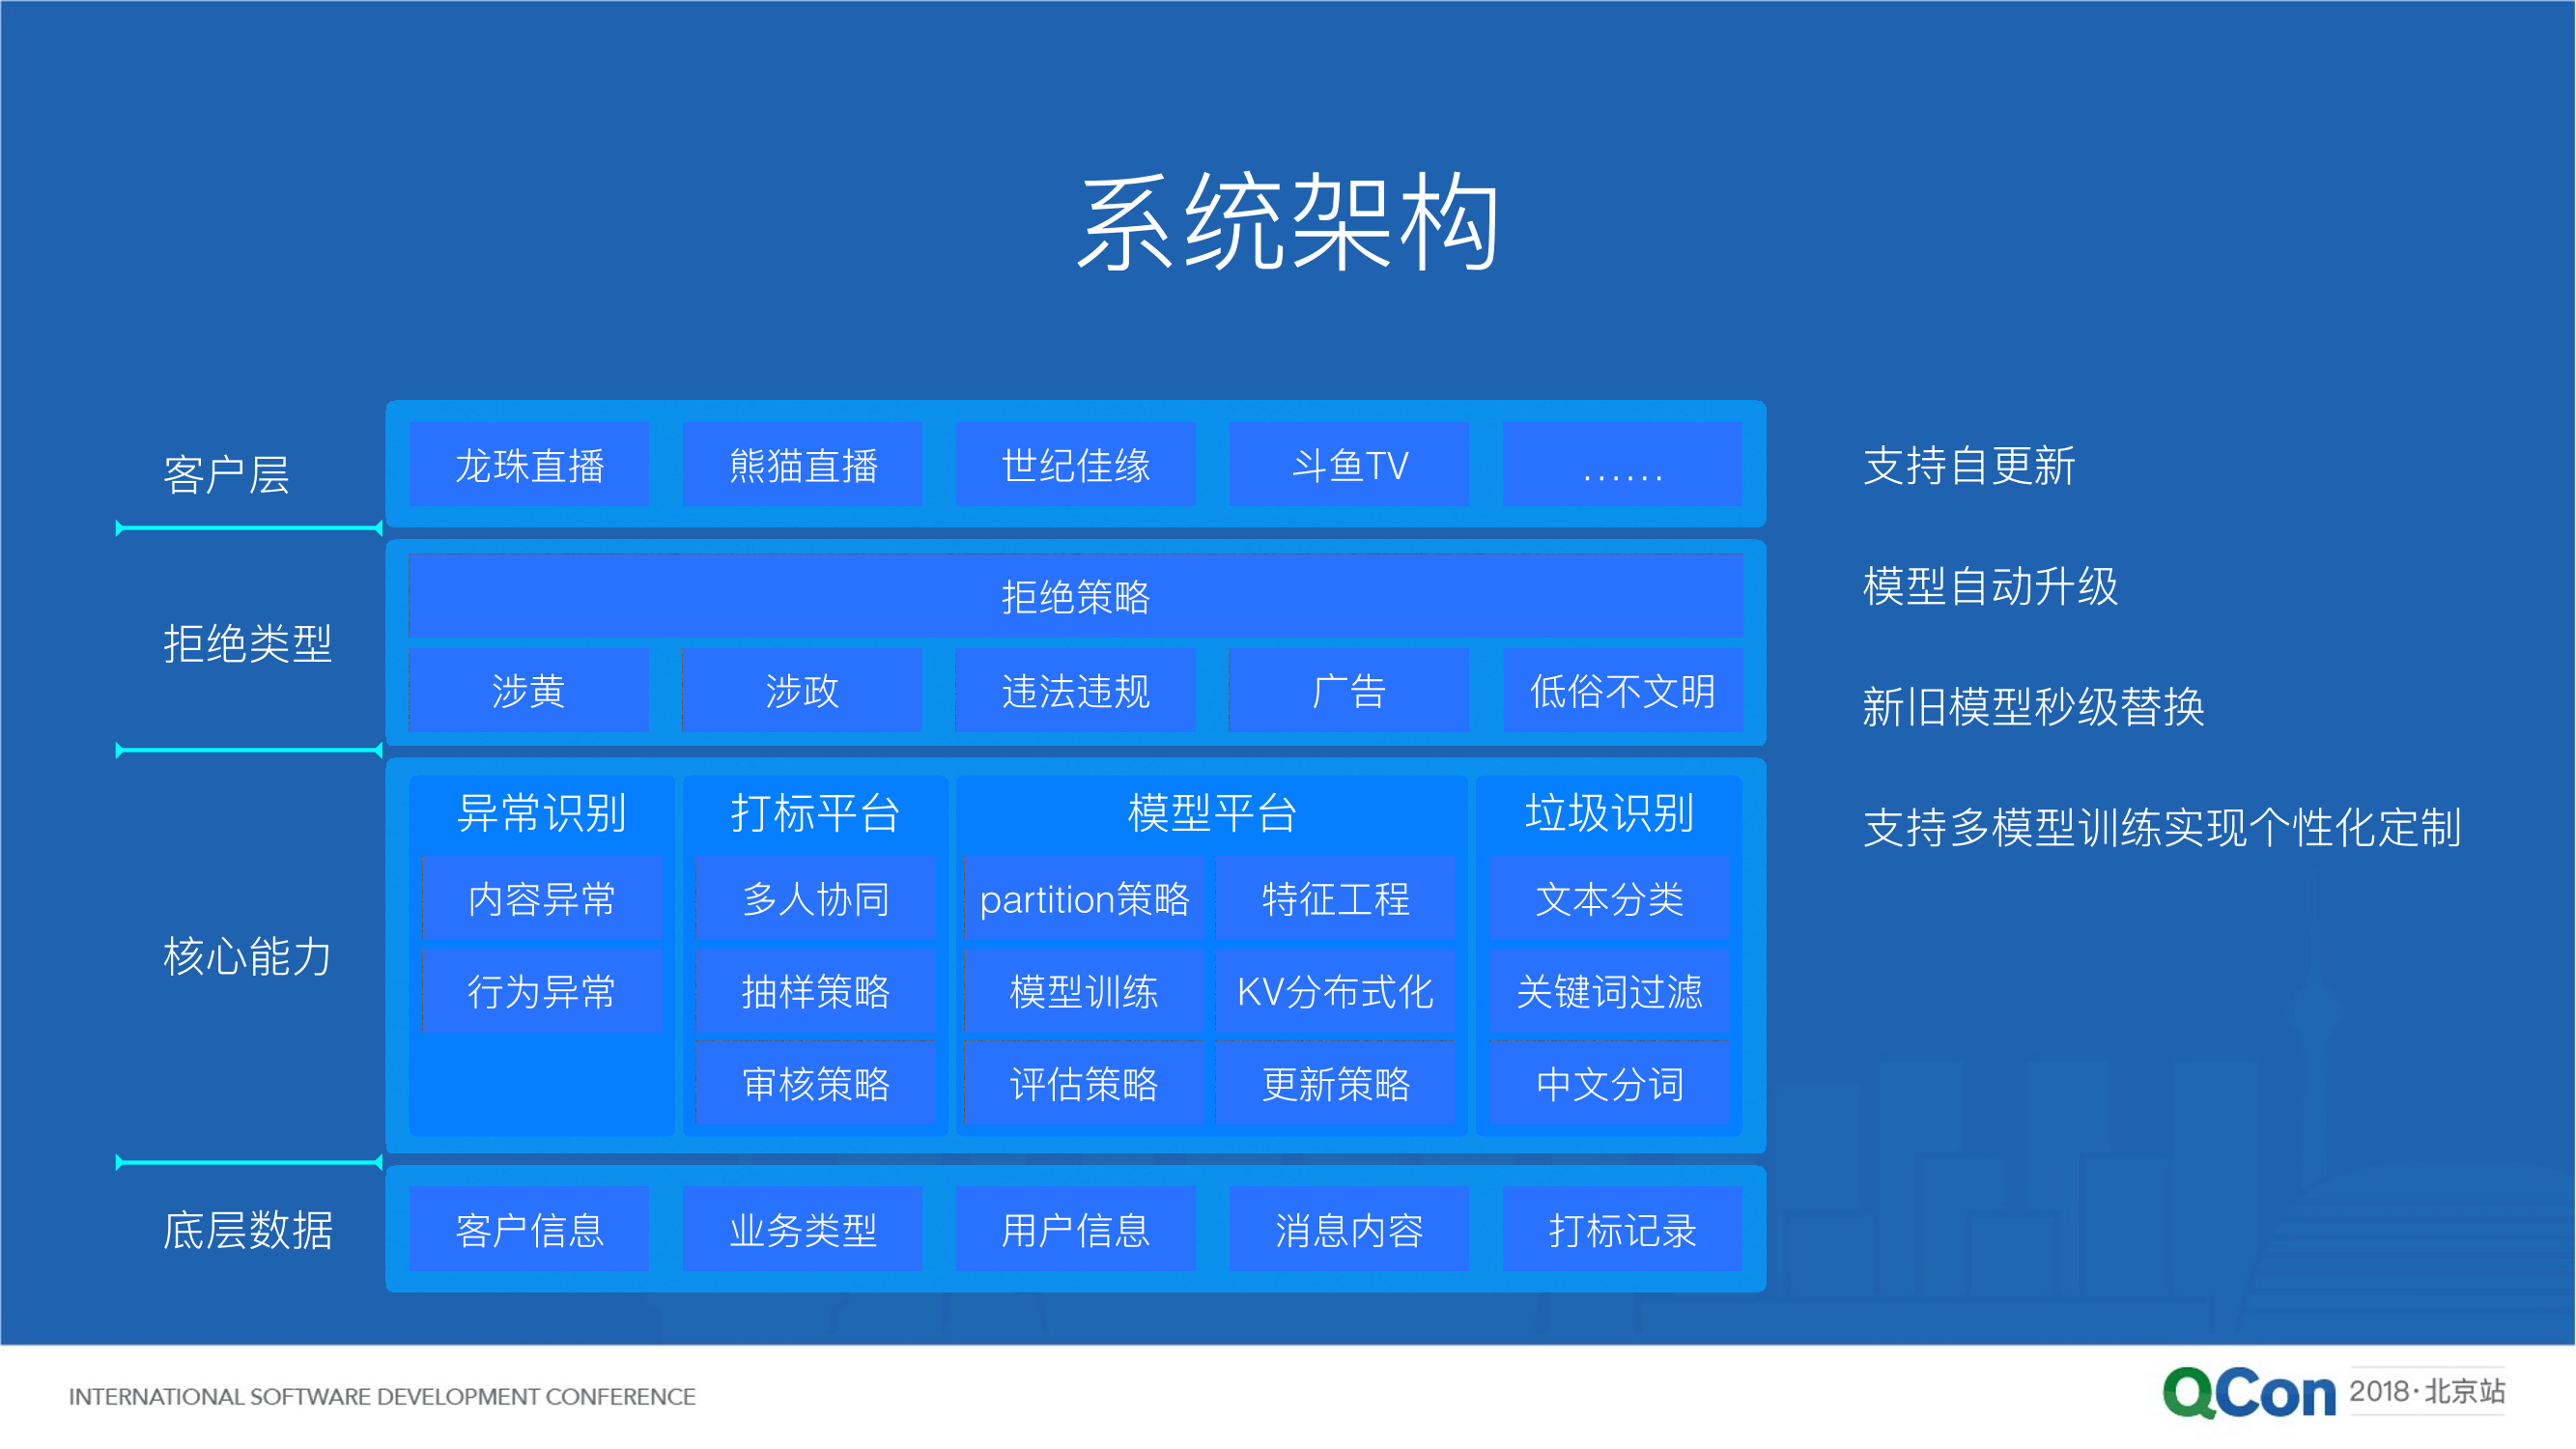 系统架构
客户层
龙珠直播
熊猫直播
世纪佳缘
斗鱼TV
……
拒绝类型
拒绝策略
涉黄
涉政
违法违规
广告
低俗不文明
核心能力
异常识别
内容异常
行为异常
打标平台
多人协同
抽样策略
审核策略
模型平台
partition策略
特征工程
模型训练
KV分布式化
评估策略
更新策略
垃圾识别
文本分类
关键词过滤
中文分词
底层数据
客户信息
业务类型
用户信息
消息内容
打标记录
支持自更新
模型自动升级
新旧模型秒级替换
支持多模型训练实现个性化定制
INTERNATIONAL SOFTWARE DEVELOPMENT CONFERENCE
QCon 2018·北京站